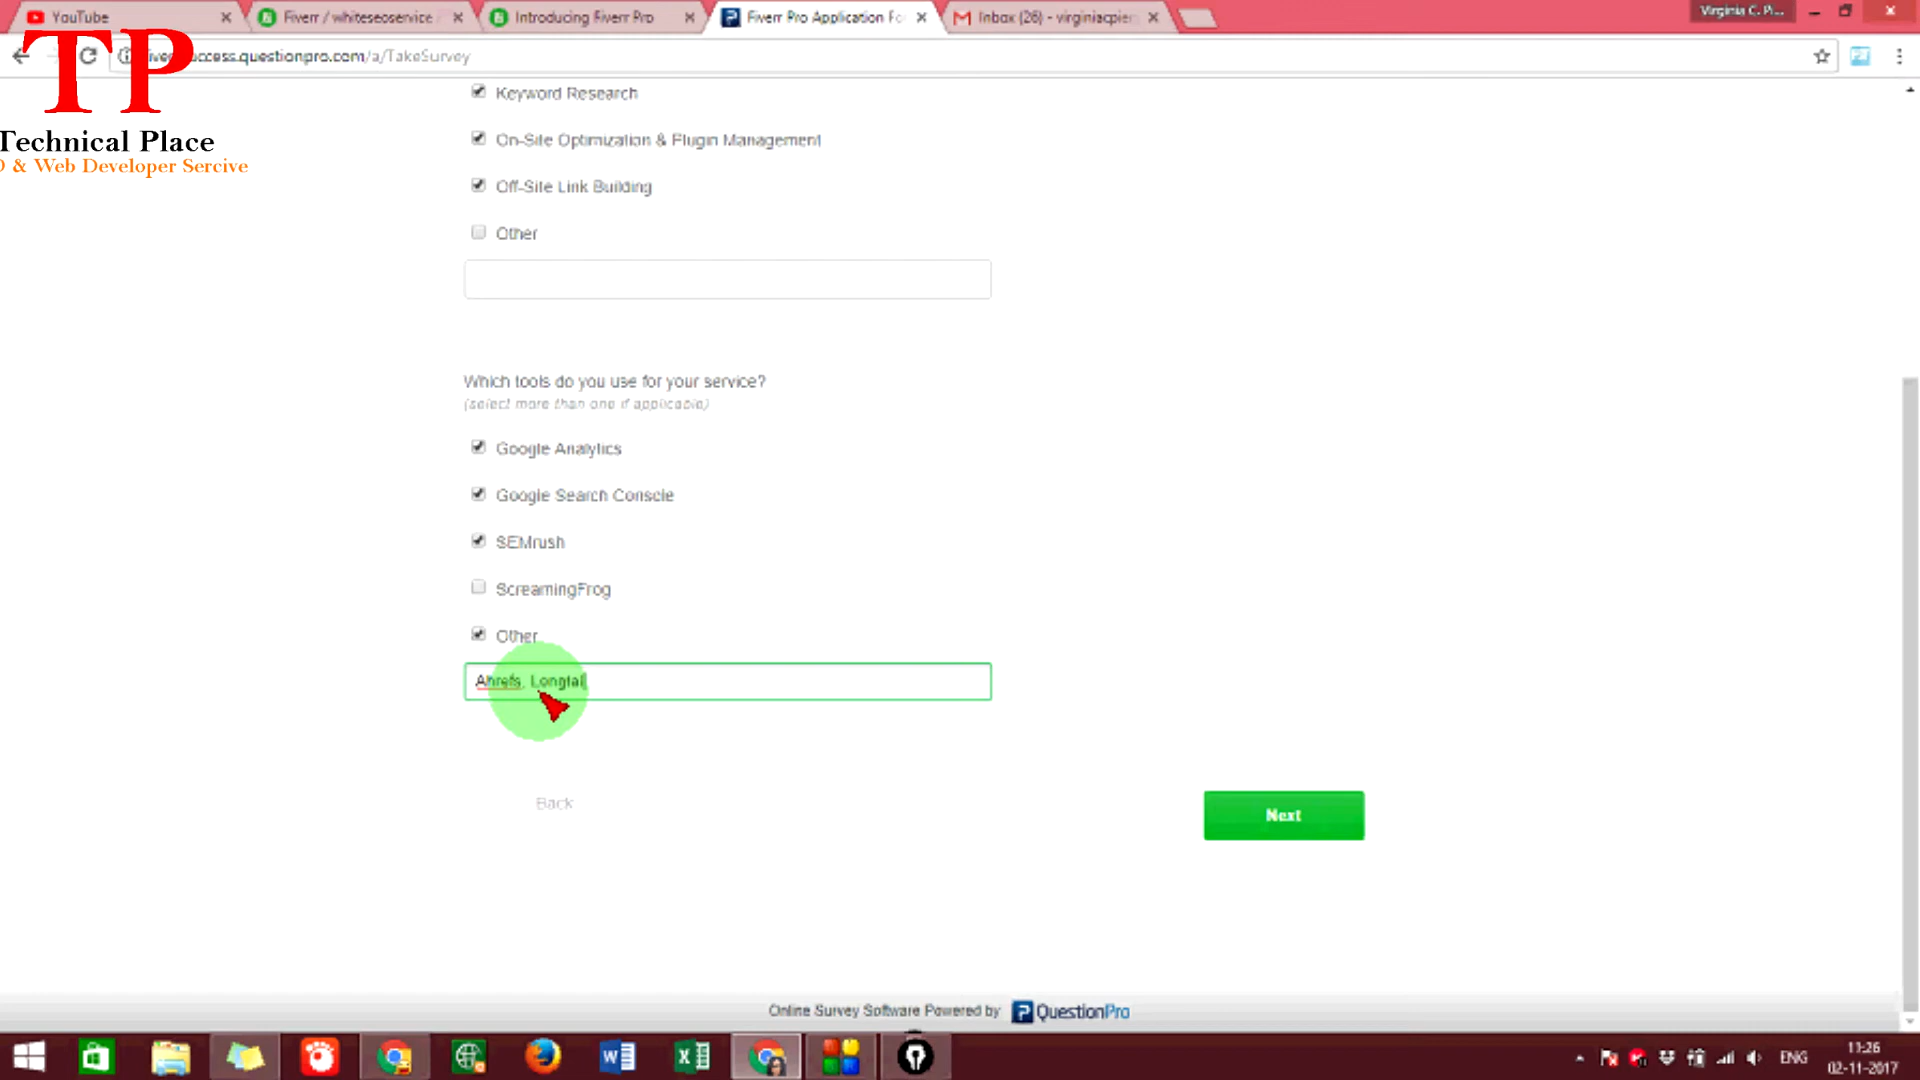 YouTube
Fiverr / whiteseoservice
Introducing Fiverr Pro
Fiverr Pro Application Fo
Inbox (26) - virginiacpier
Virginia C. Pi...
TP
ccess.questionpro.com/a/TakeSurvey
Technical Place
& Web Developer Sercive
Keyword Research
On-Site Optimization & Plugin Management
Off-Site Link Building
Other
Which tools do you use for your service?
(select more than one if applicable)
Google Analytics
Google Search Console
SEMrush
ScreamingFrog
Other
Ahrefs, Longtai
Back
Next
Online Survey Software Powered by QuestionPro
ENG
11:26
02-11-2017